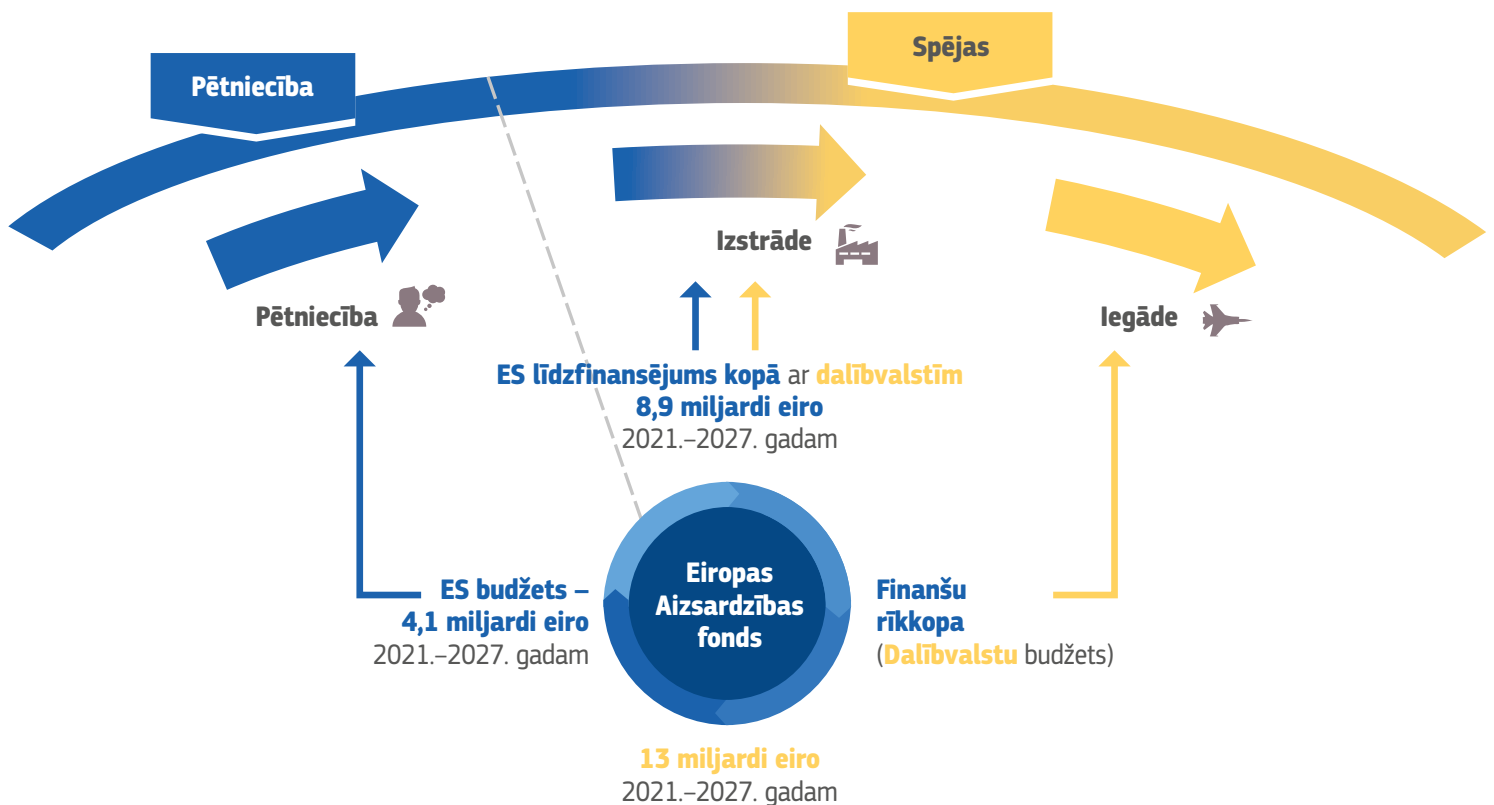 Pētniecība
Spējas
Pētniecība
Izstrāde
Iegāde
ES līdzfinansējums kopā ar dalībvalstīm
8,9 miljardi eiro
2021.–2027. gadam
ES budžets –
4,1 miljardi eiro
2021.–2027. gadam
Eiropas
Aizsardzības
fonds
Finanšu
rīkkopa
(Dalībvalstu budžets)
13 miljardi eiro
2021.–2027. gadam